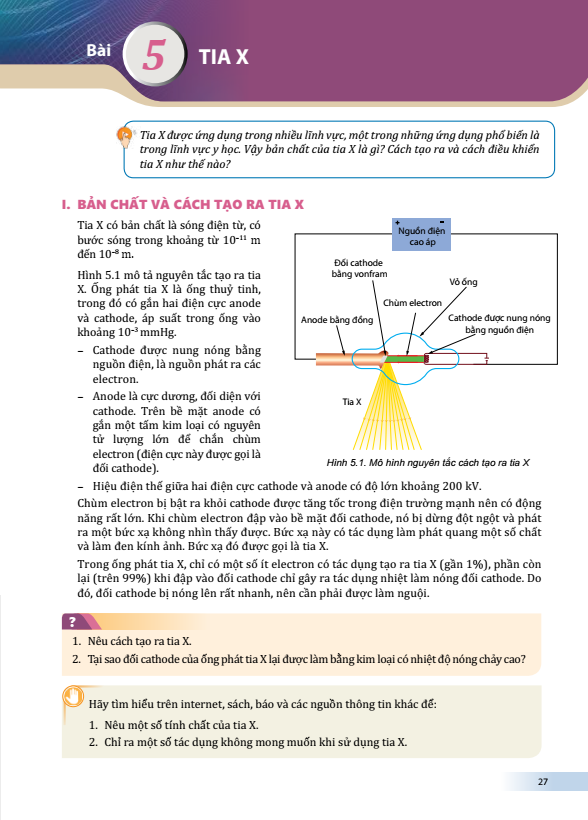 Bài
5
TIA X
Tia X được ứng dụng trong nhiều lĩnh vực, một trong những ứng dụng phổ biến là
trong lĩnh vực y học. Vậy bản chất của tia X là gì? Cách tạo ra và cách điều khiển
tia X như thế nào?
I. BẢN CHẤT VÀ CÁCH TẠO RA TIA X
Tia X có bản chất là sóng điện từ, có
bước sóng trong khoảng từ 10⁻¹¹ m
đến 10⁻⁸ m.
Hình 5.1 mô tả nguyên tắc tạo ra tia
X. Ống phát tia X là ống thuỷ tinh,
trong đó có gắn hai điện cực anode
và cathode, áp suất trong ống vào
khoảng 10⁻³ mmHg.
– Cathode được nung nóng bằng
nguồn điện, là nguồn phát ra các
electron.
– Anode là cực dương, đối diện với
cathode. Trên bề mặt anode có
gắn một tấm kim loại có nguyên
tử lượng lớn để chắn chùm
electron (điện cực này được gọi là
đối cathode).
+ -
Nguồn điện
cao áp
Đối cathode
bằng vonfram
Vỏ ống
Chùm electron
Anode bằng đồng
Cathode được nung nóng
bằng nguồn điện
Tia X
Hình 5.1. Mô hình nguyên tắc cách tạo ra tia X
– Hiệu điện thế giữa hai điện cực cathode và anode có độ lớn khoảng 200 kV.
Chùm electron bị bật ra khỏi cathode được tăng tốc trong điện trường mạnh nên có động
năng rất lớn. Khi chùm electron đập vào bề mặt đối cathode, nó bị dừng đột ngột và phát
ra một bức xạ không nhìn thấy được. Bức xạ này có tác dụng làm phát quang một số chất
và làm đen kính ảnh. Bức xạ đó được gọi là tia X.
Trong ống phát tia X, chỉ có một số ít electron có tác dụng tạo ra tia X (gần 1%), phần còn
lại (trên 99%) khi đập vào đối cathode chỉ gây ra tác dụng nhiệt làm nóng đối cathode. Do
đó, đối cathode bị nóng lên rất nhanh, nên cần phải được làm nguội.
?
1. Nêu cách tạo ra tia X.
2. Tại sao đối cathode của ống phát tia X lại được làm bằng kim loại có nhiệt độ nóng chảy cao?
Hãy tìm hiểu trên internet, sách, báo và các nguồn thông tin khác để:
1. Nêu một số tính chất của tia X.
2. Chỉ ra một số tác dụng không mong muốn khi sử dụng tia X.
27